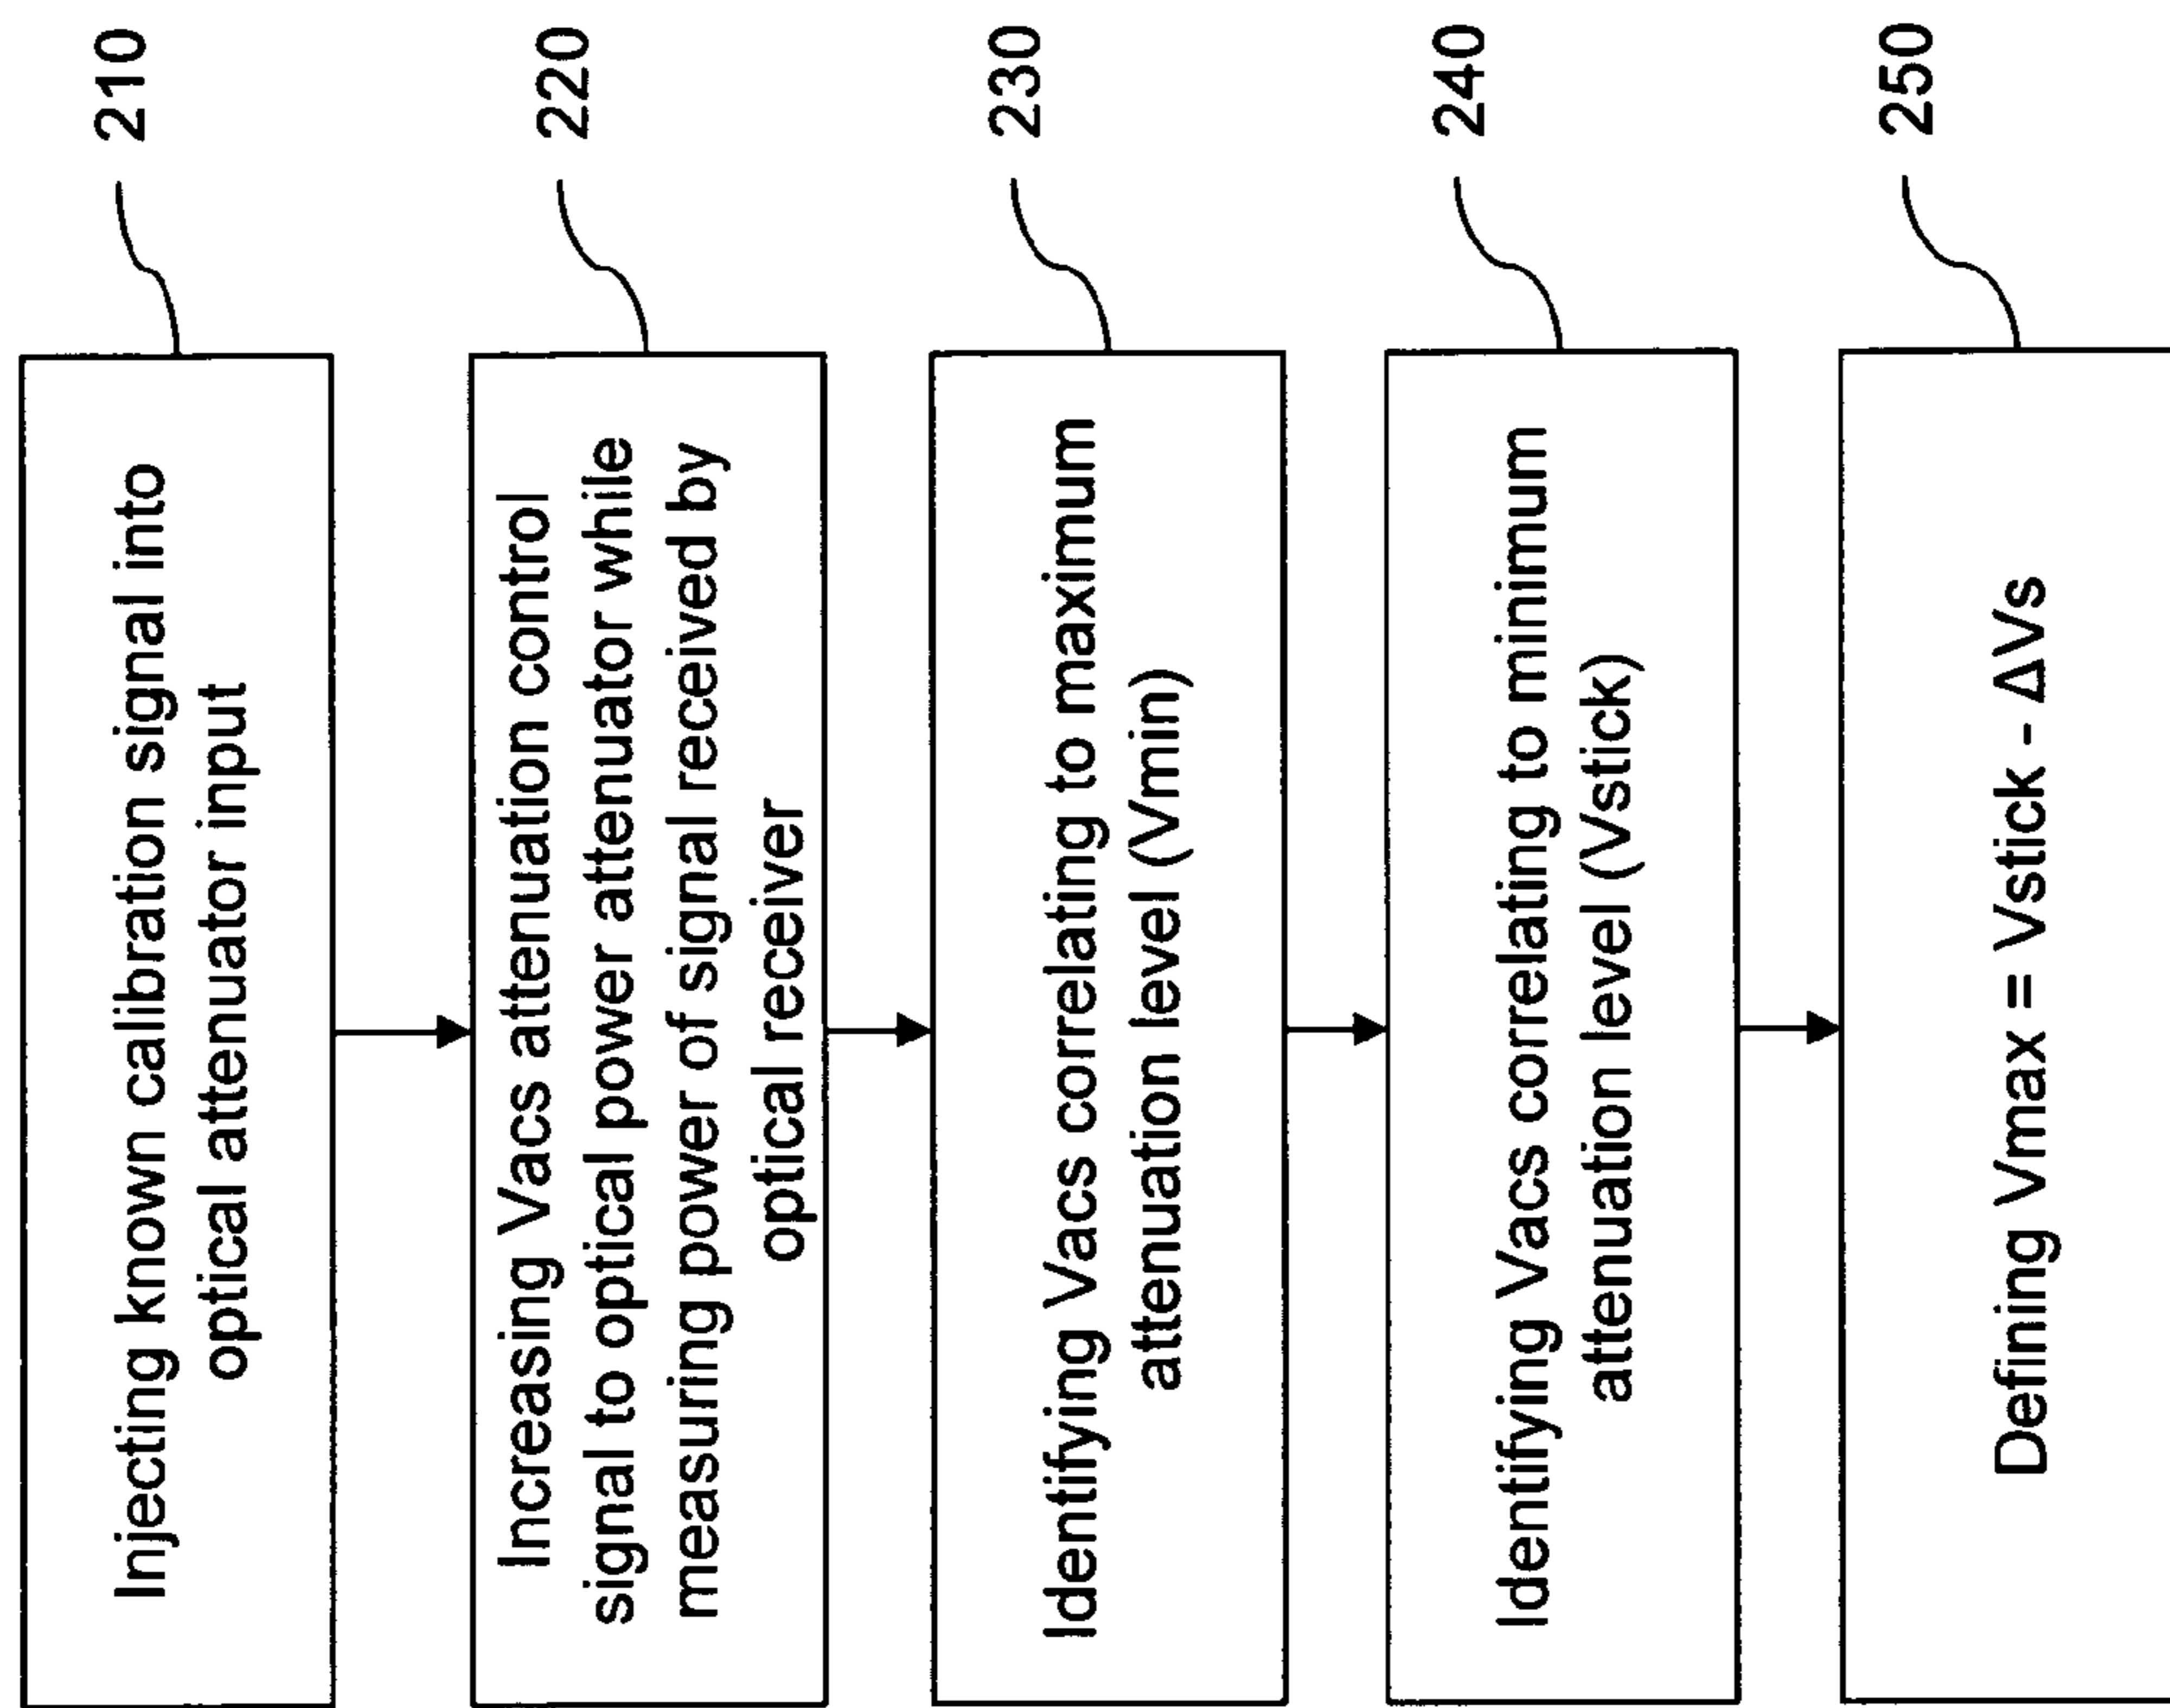 210
Injecting known calibration signal into
optical attenuator input
220
Increasing Vacs attenuation control
signal to optical power attenuator while
measuring power of signal received by
optical receiver
230
Identifying Vacs correlating to maximum
attenuation level (Vmin)
240
Identifying Vacs correlating to minimum
attenuation level (Vstick)
250
Defining Vmax = Vstick - ΔVs